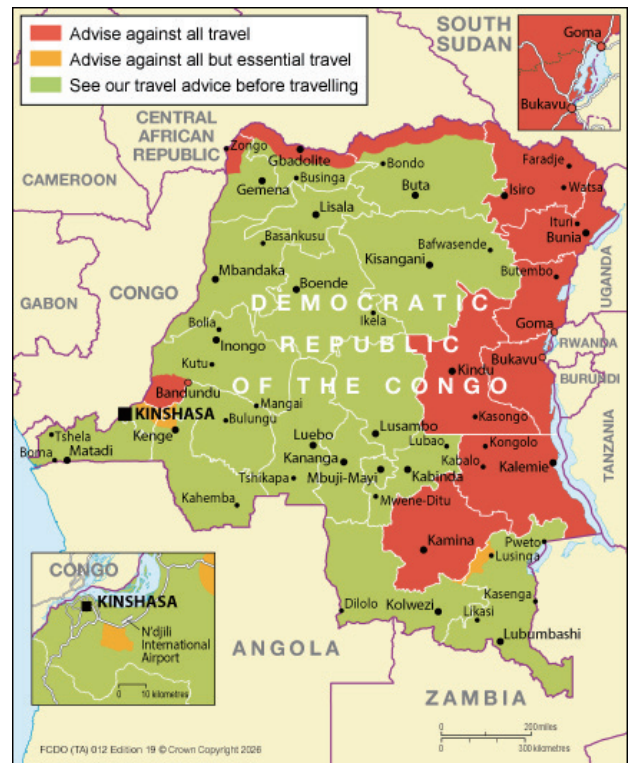 Advise against all travel
Advise against all but essential travel
See our travel advice before travelling
SOUTH
SUDAN
Goma
Bukavu
CENTRAL
AFRICAN
REPUBLIC
CAMEROON
GABON
CONGO
Zongo
Gbadolite
Businga
Gemena
Bondo
Buta
Lisala
Faradje
Isiro
Watsa
Ituri
Bunia
Basankusu
Bafwasende
Kisangani
Butembo
UGANDA
Mbandaka
Boende
DEMOCRATIC
REPUBLIC
OF THE CONGO
Bolia
Ikela
Goma
RWANDA
Inongo
Bukavu
Kutu
Kindu
BURUNDI
Bandundu
KINSHASA
Mangai
Kasongo
Bulungu
Tshela
Kenge
Lusambo
Boma
Matadi
Luebo
Lubao
Kongolo
Kananga
Kabalo
Kalemie
TANZANIA
Tshikapa
Mbuji-Mayi
Kabinda
Kahemba
Mwene-Ditu
Kamina
Pweto
Lusinga
Kasenga
Dilolo
Kolwezi
Likasi
Lubumbashi
ANGOLA
ZAMBIA
CONGO
KINSHASA
N'djili
International
Airport
0 10 kilometres
0 200miles
0 300kilometres
FCDO (TA) 012 Edition 19 © Crown Copyright 2026